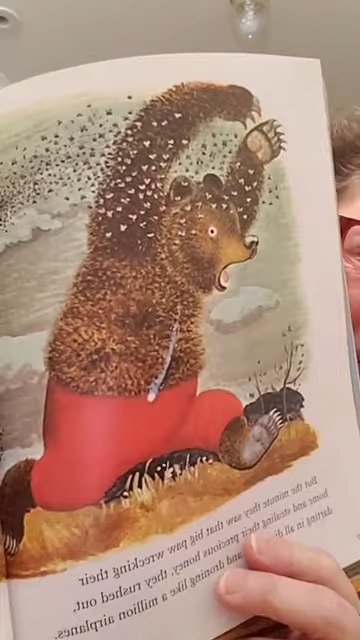 But the minute they saw that big paw wrecking their
home and stealing their precious honey, they rushed out,
darting in all di and droning like a million airplanes.